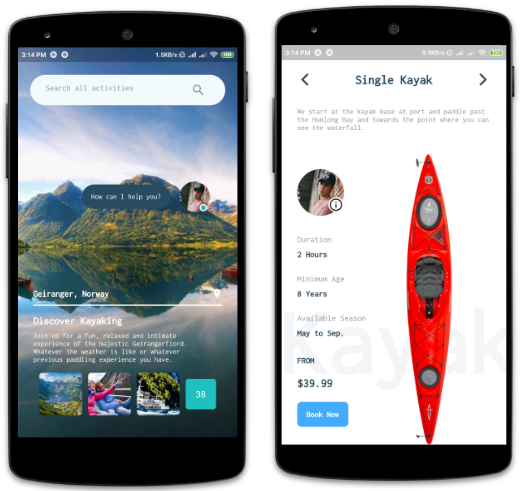 3:14 PM
1.5KB/s
100
Search all activities
How can I help you?
Geiranger, Norway
Discover Kayaking
Join us for a fun, relaxed and intimate
experience of the majestic Geirangerfjord.
Whatever the weather is like or whatever
previous paddling experience you have.
38
3:14 PM
100
Single Kayak
We start at the kayak base at port and paddle past
the Homlong Bay and towards the point where you can
see the waterfall.
Duration
2 Hours
Minimum Age
8 Years
Available Season
May to Sep.
Kayak
FROM
$39.99
Book Now